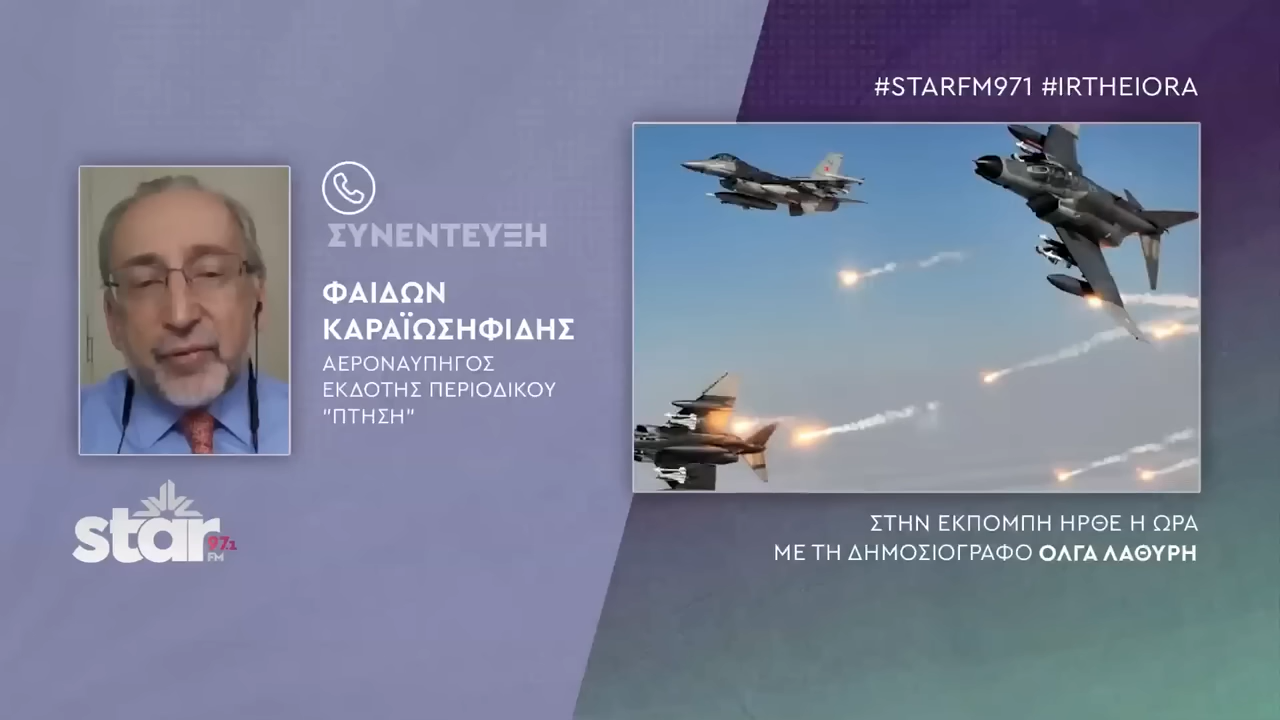 #STARFM971 #IRTHEIORA
ΣΥΝΕΝΤΕΥΞΗ
ΦΑΙΔΩΝ
ΚΑΡΑΪΩΣΗΦΙΔΗΣ
ΑΕΡΟΝΑΥΠΗΓΟΣ
ΕΚΔΟΤΗΣ ΠΕΡΙΟΔΙΚΟΥ
“ΠΤΗΣΗ”
star
97.1
FM
ΣΤΗΝ ΕΚΠΟΜΠΗ ΗΡΘΕ Η ΩΡΑ
ΜΕ ΤΗ ΔΗΜΟΣΙΟΓΡΑΦΟ ΟΛΓΑ ΛΑΘΥΡΗ